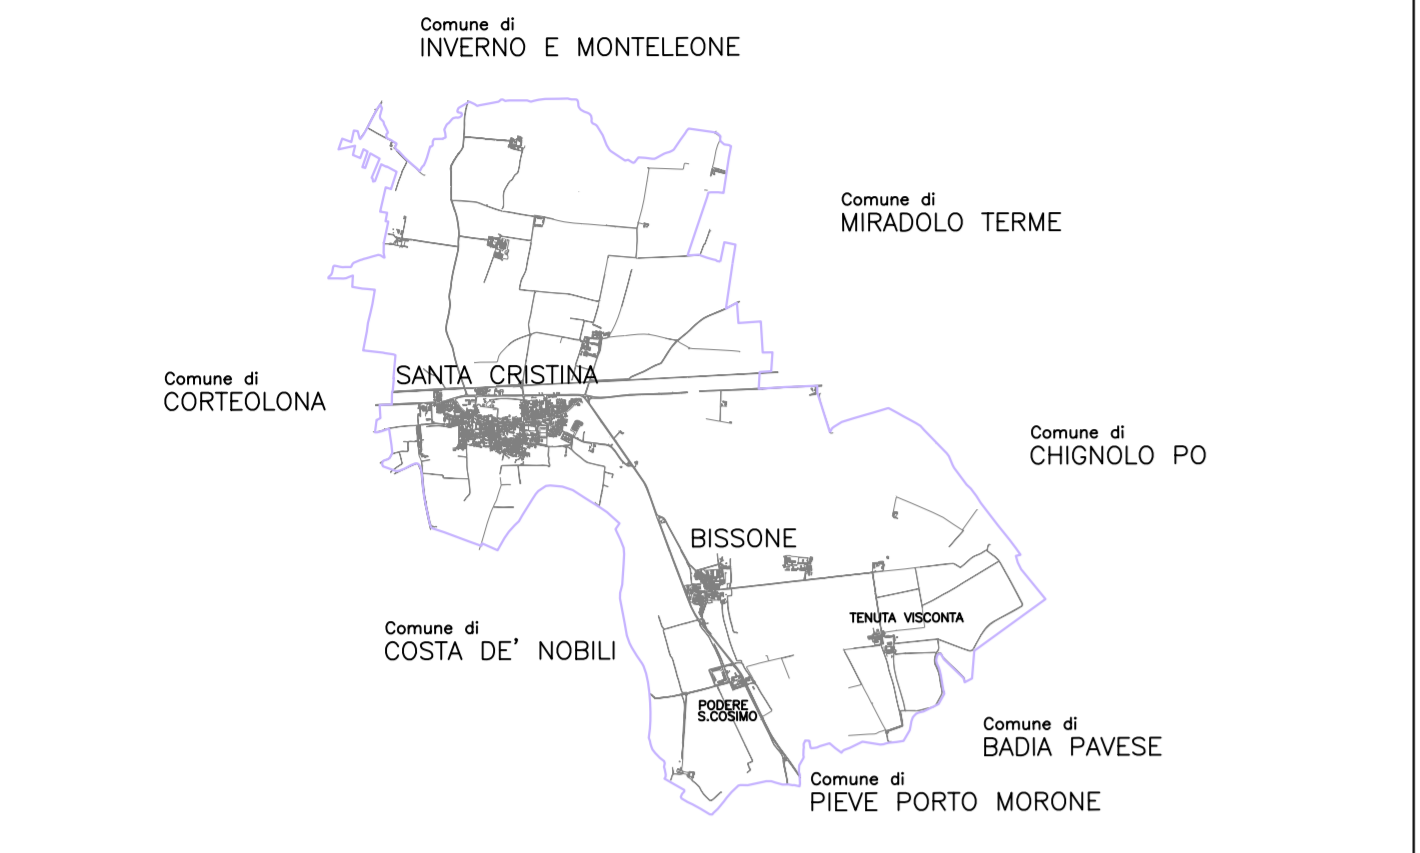 Comune di
INVERNO E MONTELEONE
Comune di
MIRADOLO TERME
SANTA CRISTINA
Comune di
CORTEOLONA
Comune di
CHIGNOLO PO
BISSONE
TENUTA VISCONTA
Comune di
COSTA DE' NOBILI
PODERE
S.COSIMO
Comune di
BADIA PAVESE
Comune di
PIEVE PORTO MORONE